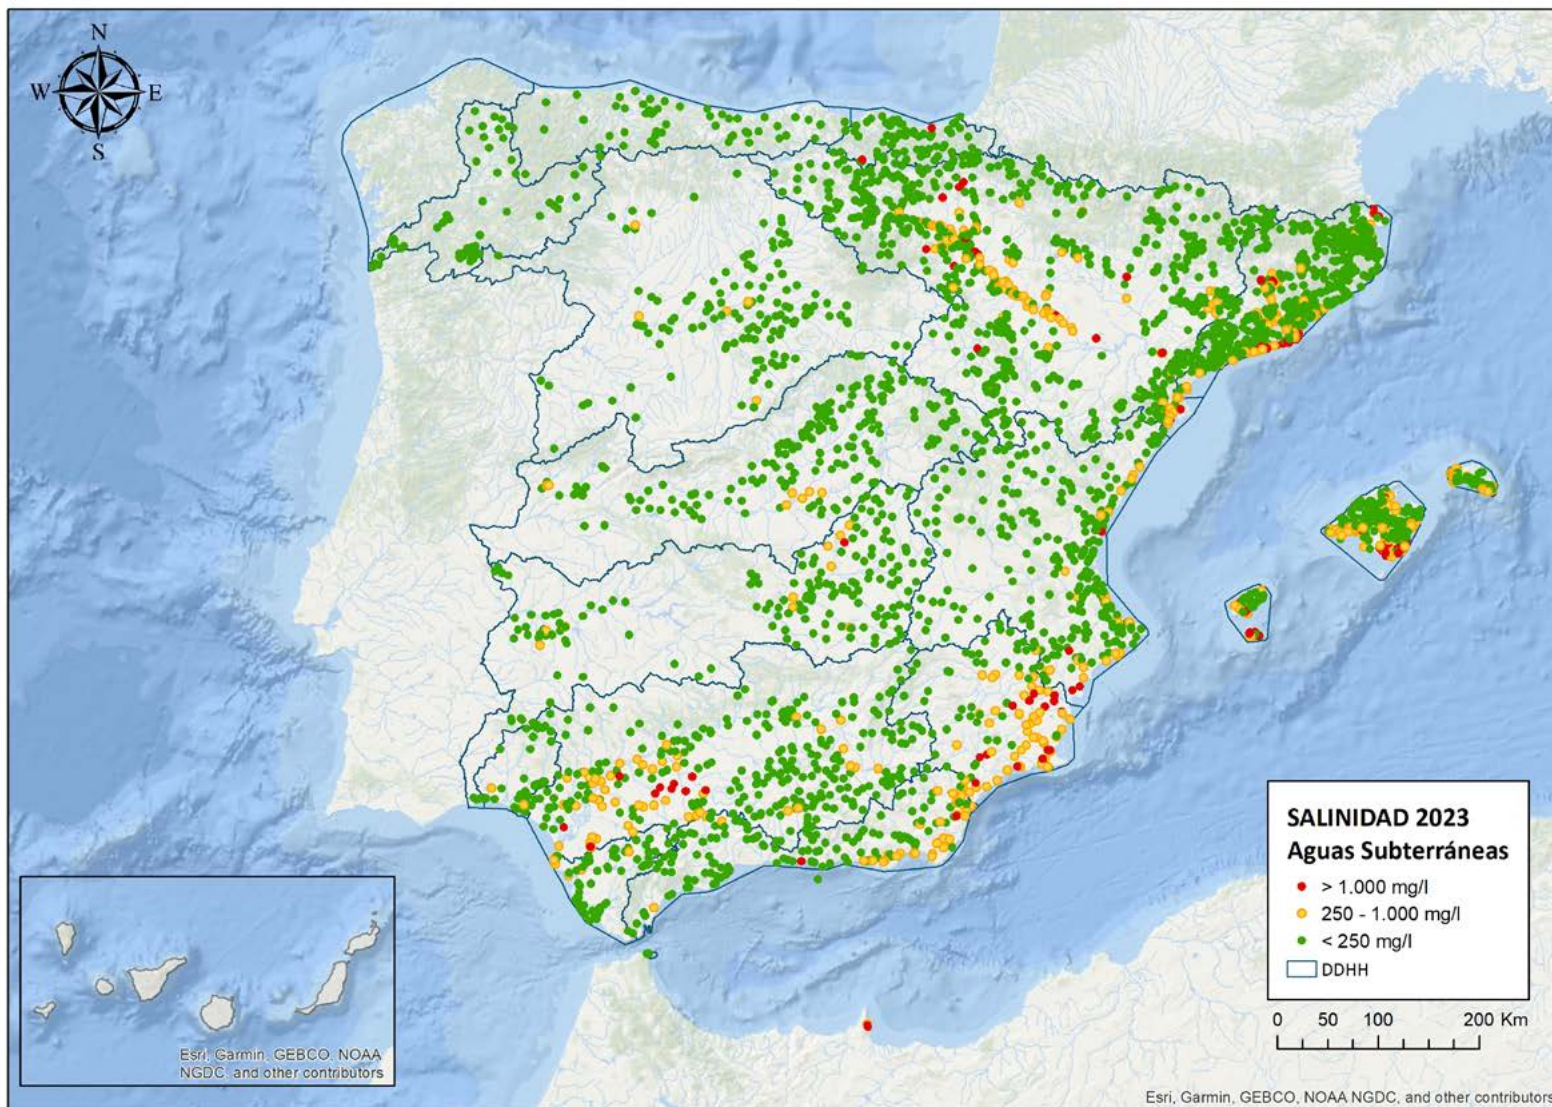 N
W
E
S
SALINIDAD 2023
Aguas Subterráneas
> 1.000 mg/l
250 - 1.000 mg/l
< 250 mg/l
DDHH
0 50 100 200 Km
Esri, Garmin, GEBCO, NOAA
NGDC, and other contributors
Esri, Garmin, GEBCO, NOAA NGDC, and other contributors